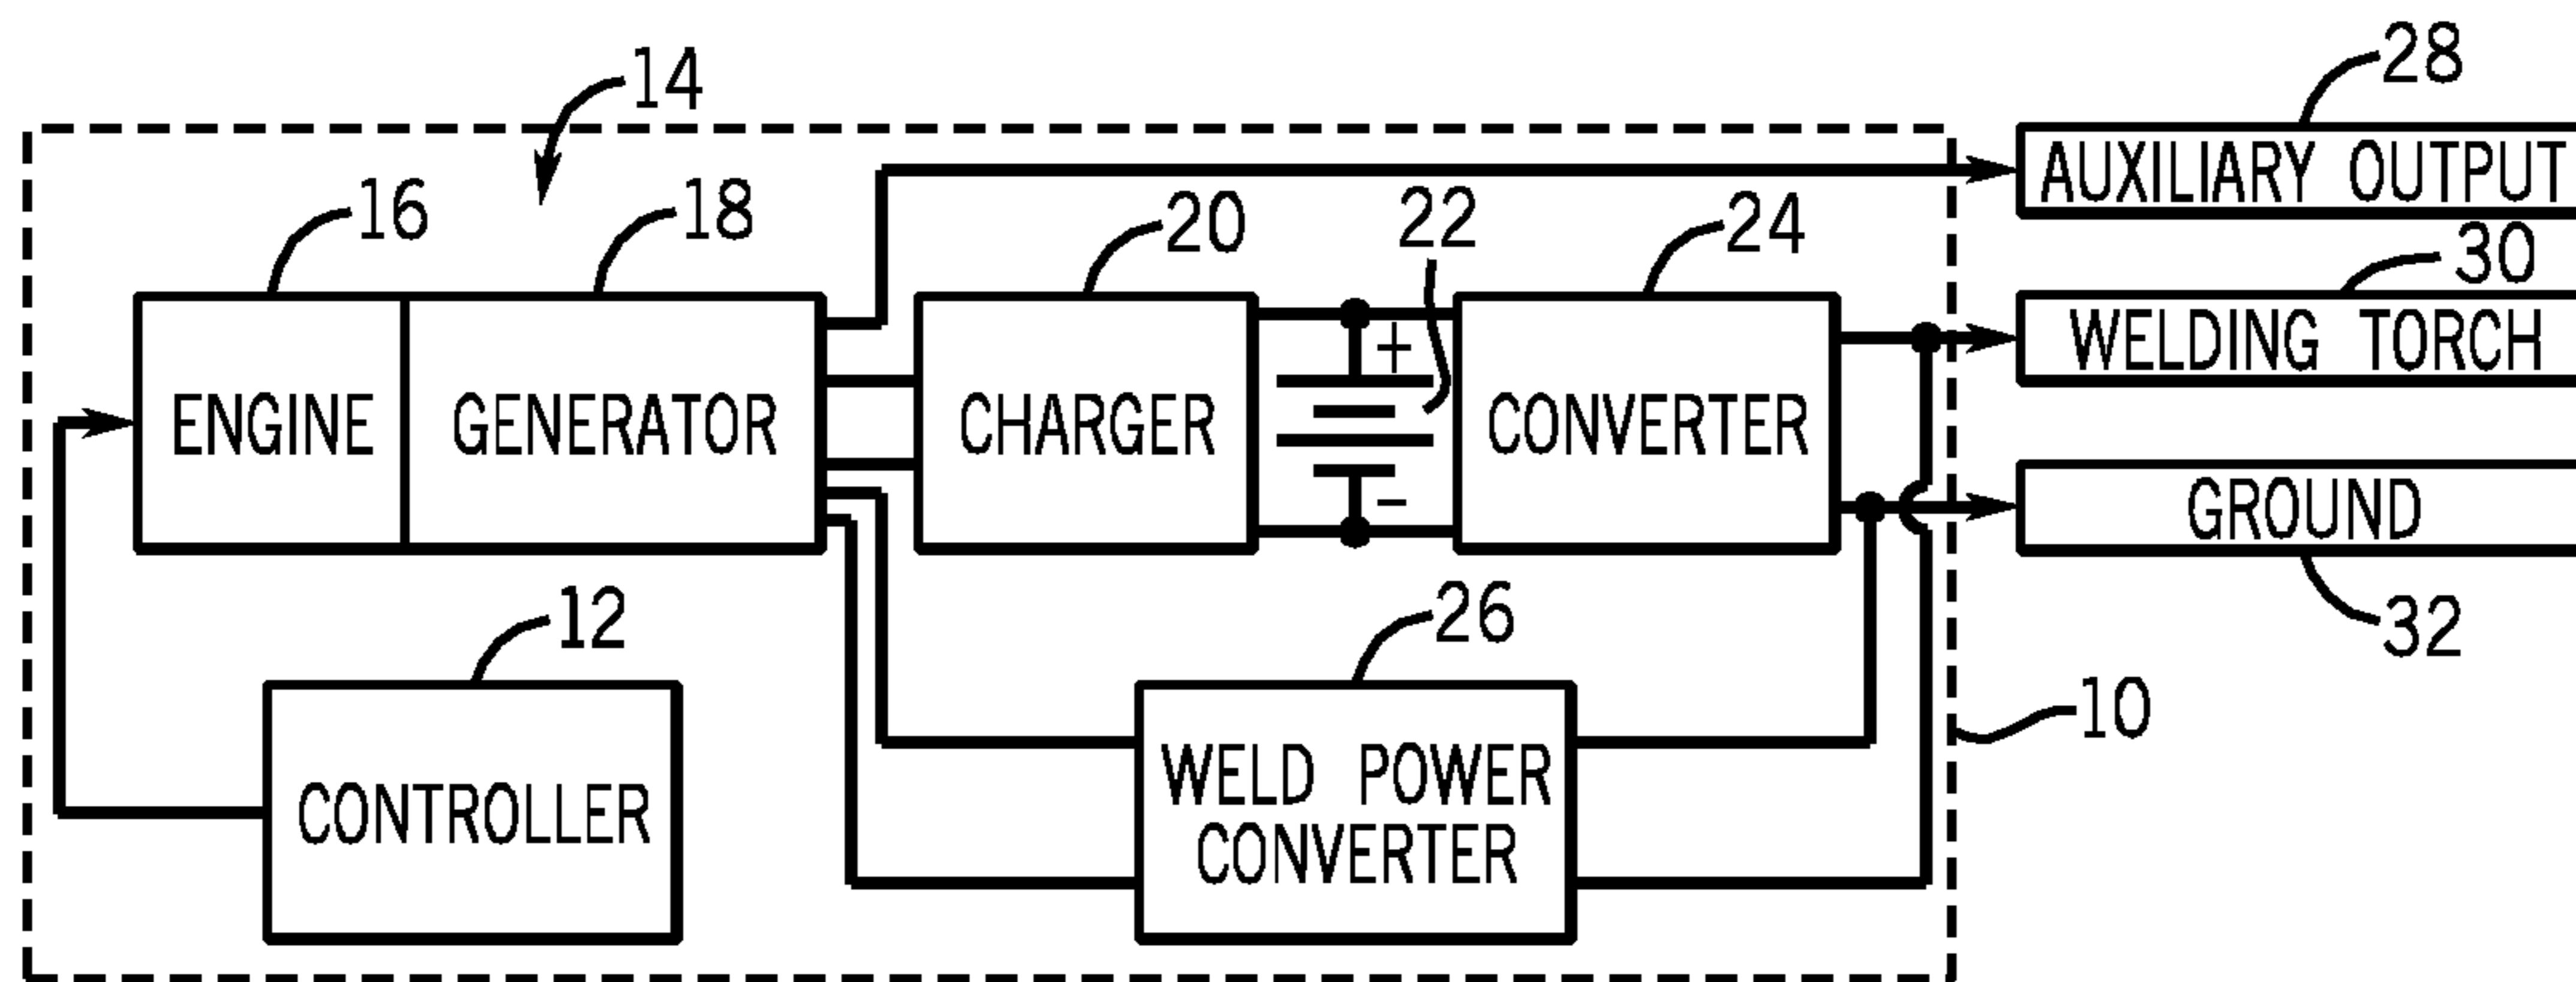 28
14
AUXILIARY OUTPUT
16
18
20
22
24
30
WELDING TORCH
+
ENGINE
GENERATOR
CHARGER
CONVERTER
-
GROUND
12
26
32
10
CONTROLLER
WELD POWER
CONVERTER